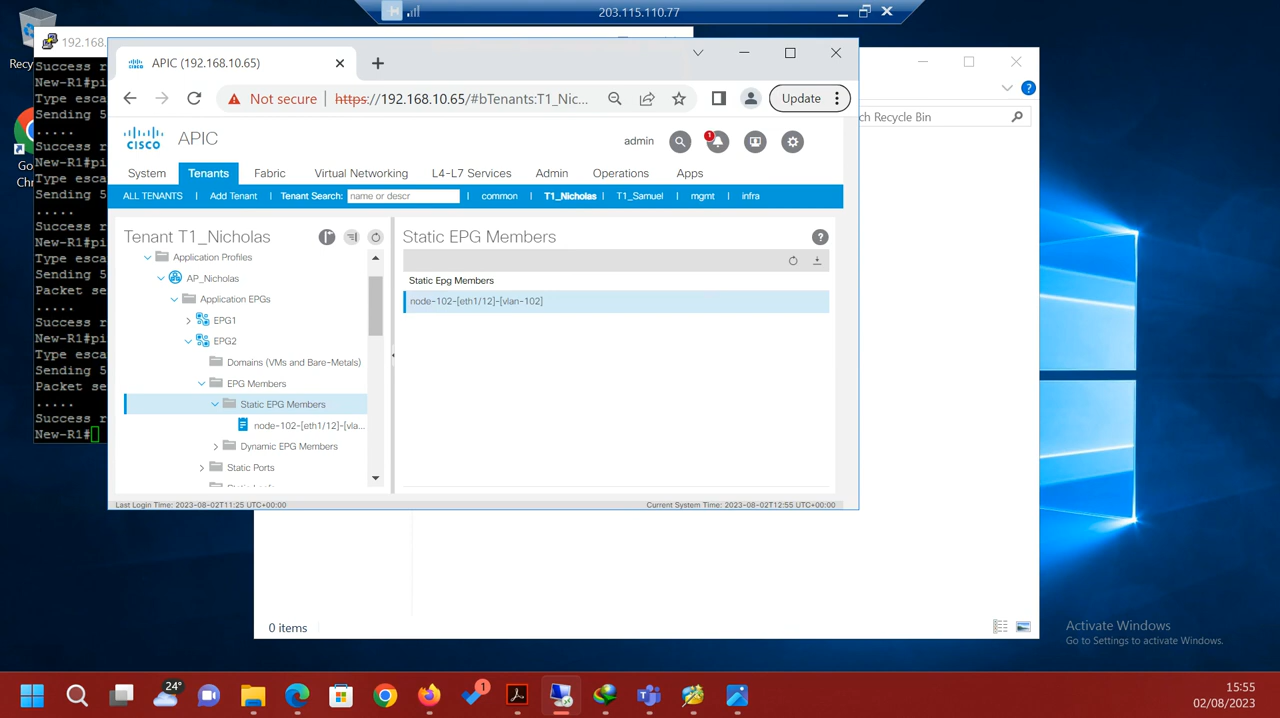 203.115.110.77
Recy
192.168.
APIC (192.168.10.65)
Not secure
https://192.168.10.65/#bTenants:T1_Nic...
Update
ch Recycle Bin
CISCO
APIC
admin
1
System
Tenants
Fabric
Virtual Networking
L4-L7 Services
Admin
Operations
Apps
ALL TENANTS | Add Tenant | Tenant Search: name or descr | common | T1_Nicholas | T1_Samuel | mgmt | infra
Tenant T1_Nicholas
Application Profiles
AP_Nicholas
Application EPGs
EPG1
EPG2
Domains (VMs and Bare-Metals)
EPG Members
Static EPG Members
node-102-[eth1/12]-[vla...
Dynamic EPG Members
Static Ports
Static EPG Members
Static Epg Members
node-102-[eth1/12]-[vlan-102]
Last Login Time: 2023-08-02T11:25 UTC+00:00
Current System Time: 2023-08-02T12:55 UTC+00:00
Success r
New-R1#pi
Type esca
Sending 5
.....
Success r
New-R1#pi
Type esca
Sending 5
.....
Success r
New-R1#pi
Type esca
Sending 5
Packet se
.....
Success r
New-R1#pi
Type esca
Sending 5
Packet se
.....
Success r
New-R1#
Go
Chr
0 items
Activate Windows
Go to Settings to activate Windows.
24°
1
15:55
02/08/2023